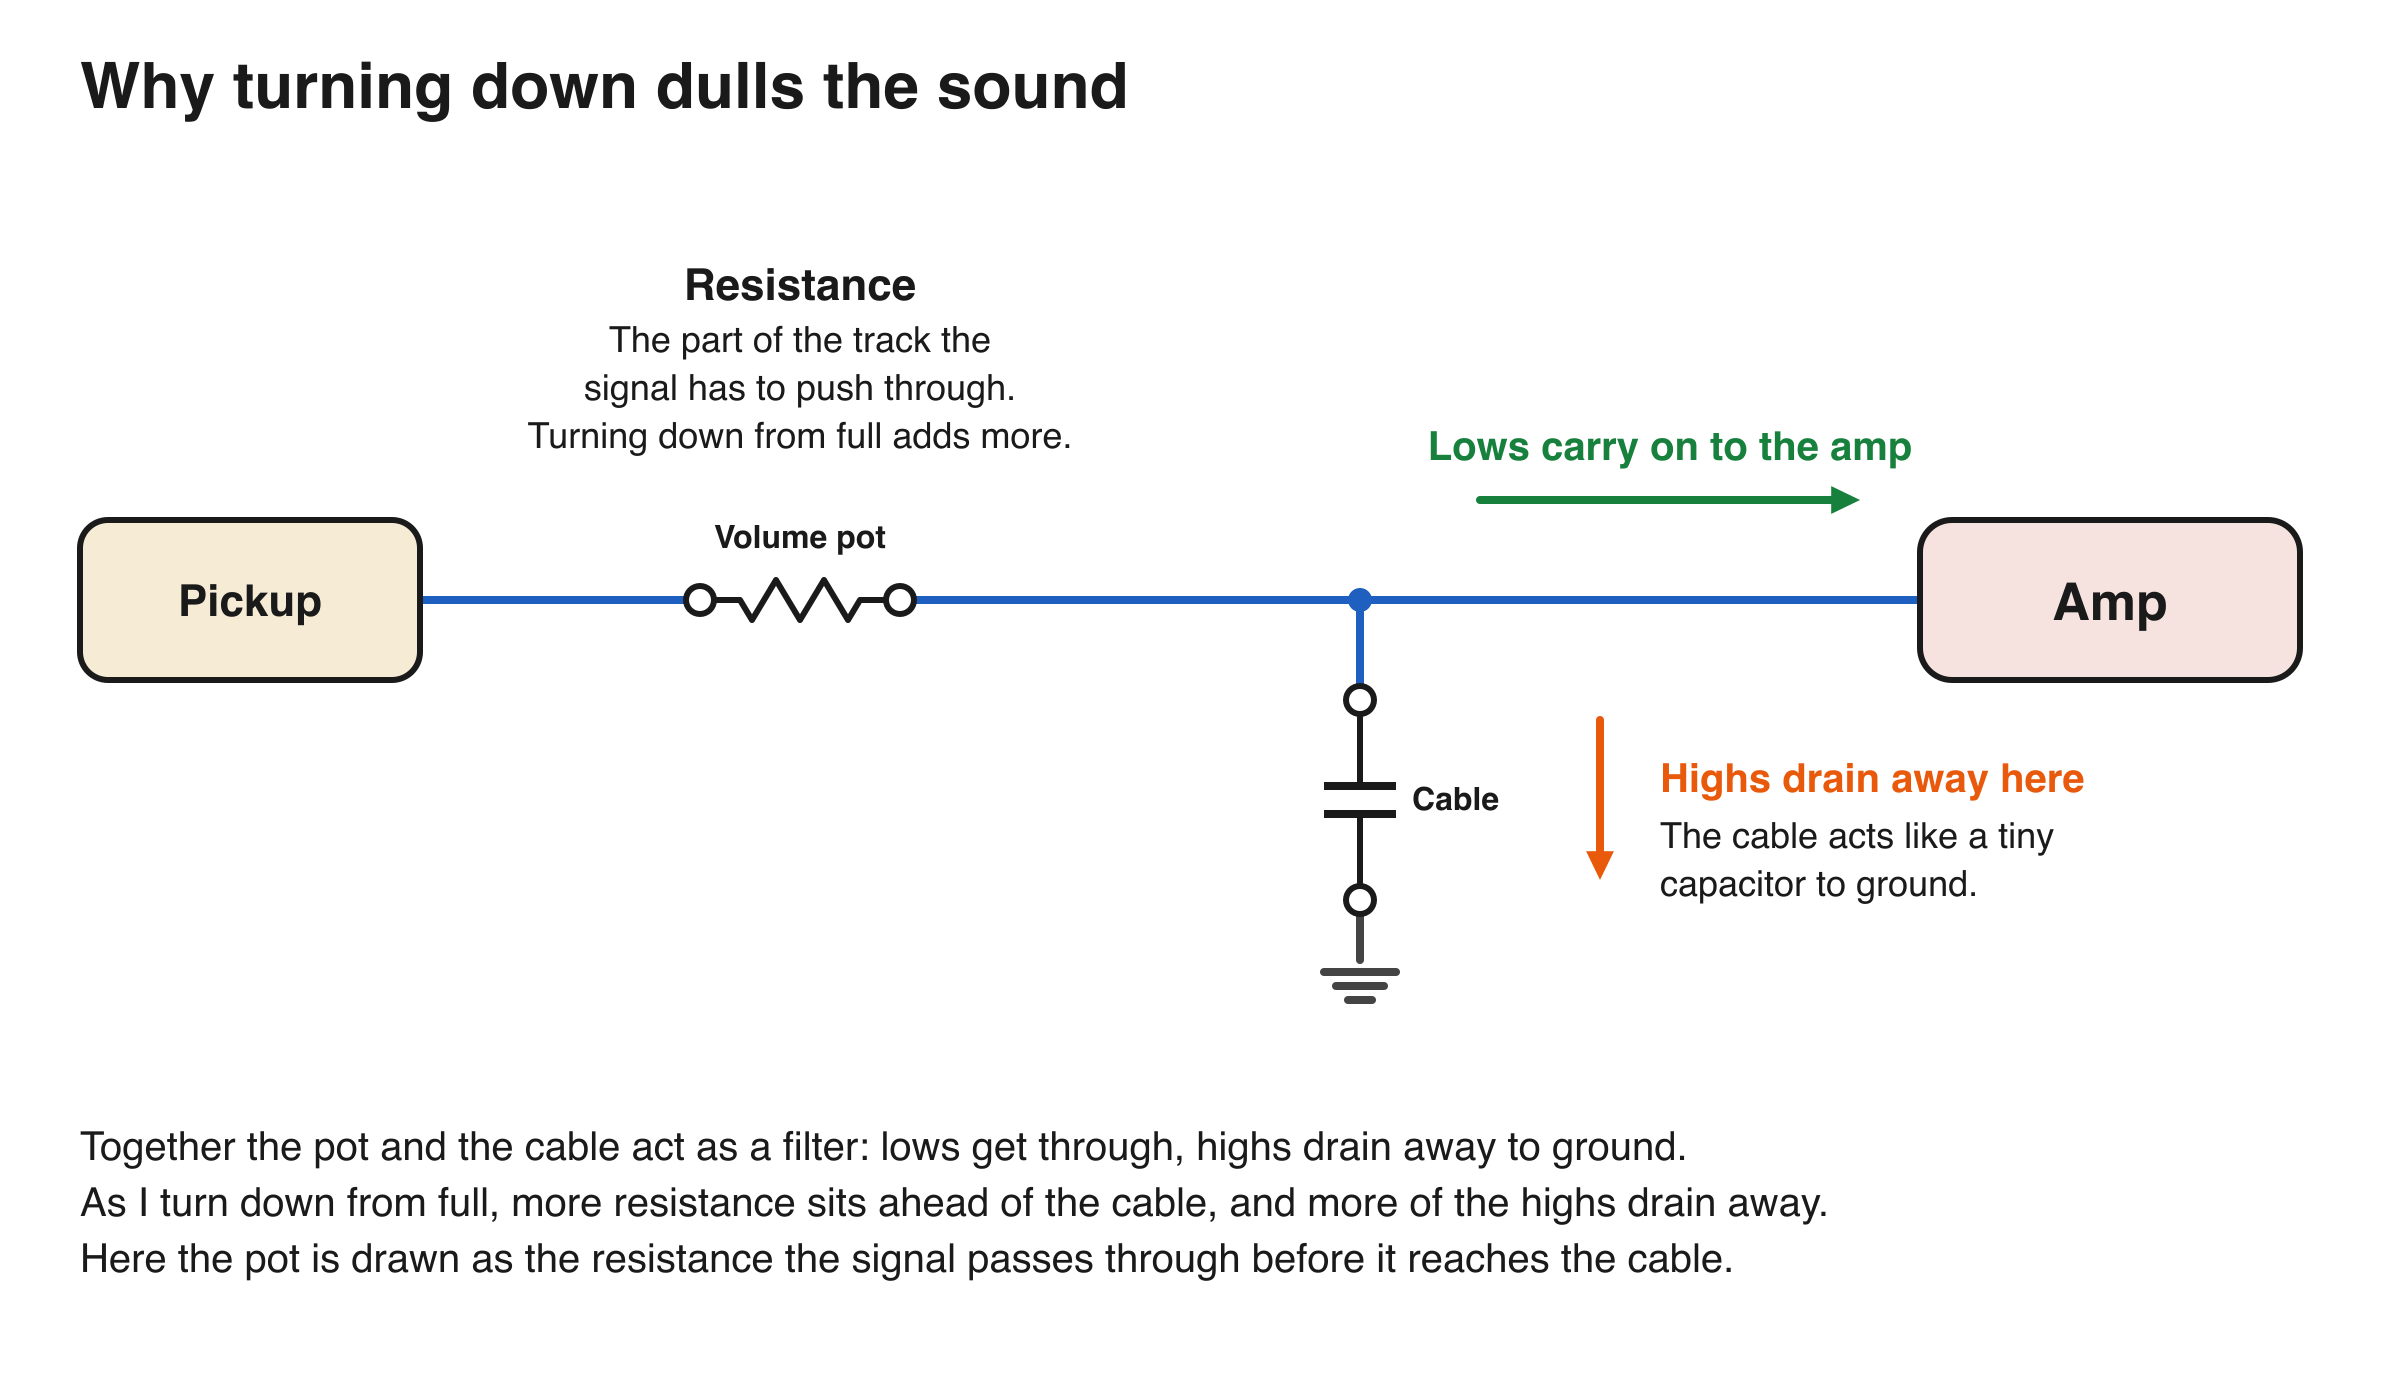 Why turning down dulls the sound
Resistance
The part of the track the
signal has to push through.
Turning down from full adds more.
Lows carry on to the amp
Volume pot
Pickup
Amp
Cable
Highs drain away here
The cable acts like a tiny
capacitor to ground.
Together the pot and the cable act as a filter: lows get through, highs drain away to ground.
As I turn down from full, more resistance sits ahead of the cable, and more of the highs drain away.
Here the pot is drawn as the resistance the signal passes through before it reaches the cable.